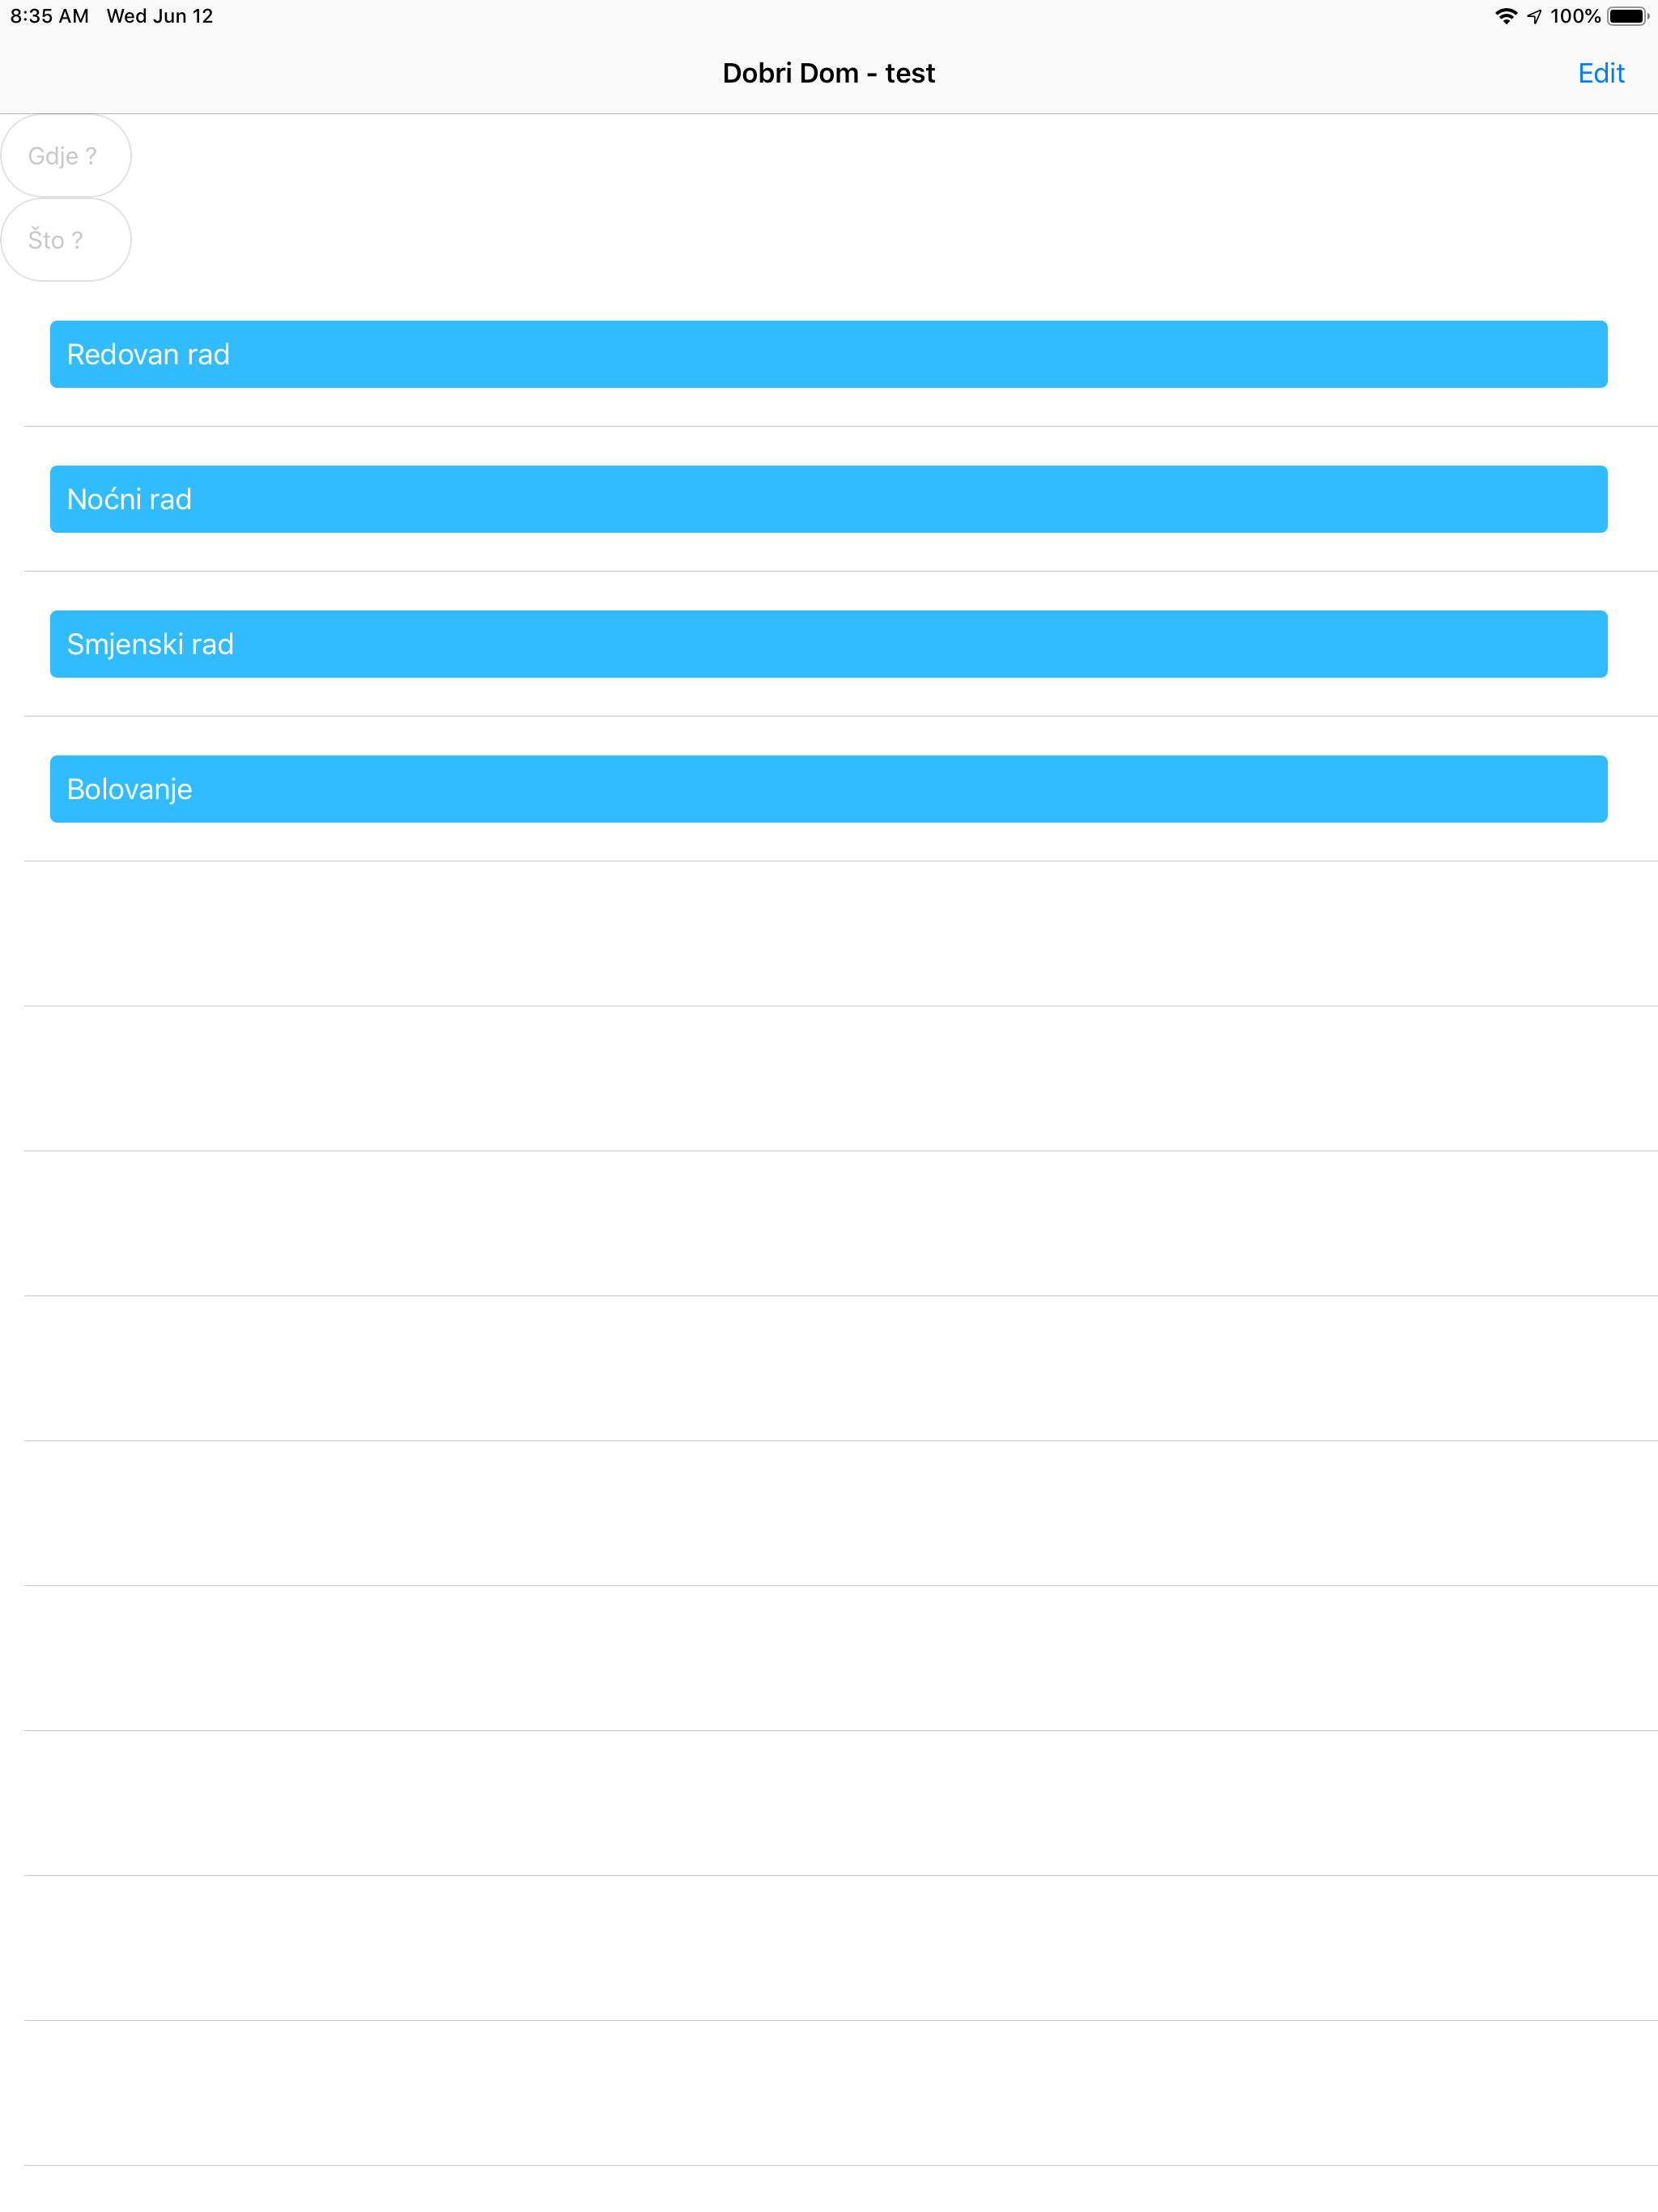 8:35 AM Wed Jun 12 100%
Dobri Dom - test Edit
Gdje ?
Što ?
Redovan rad
Noćni rad
Smjenski rad
Bolovanje